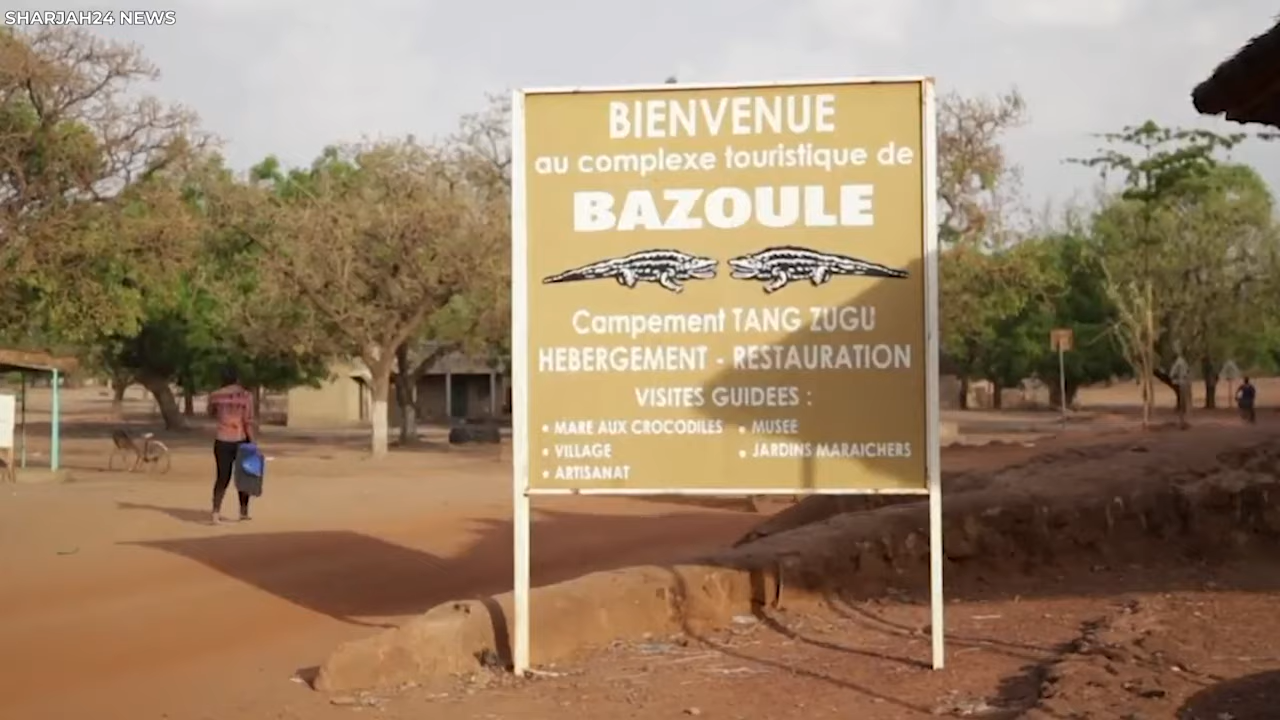 SHARJAH24 NEWS
BIENVENUE
au complexe touristique de
BAZOULE
Campement TANG ZUGU
HEBERGEMENT - RESTAURATION
VISITES GUIDEES :
• MARE AUX CROCODILES • MUSEE
• VILLAGE • JARDINS MARAICHERS
• ARTISANAT